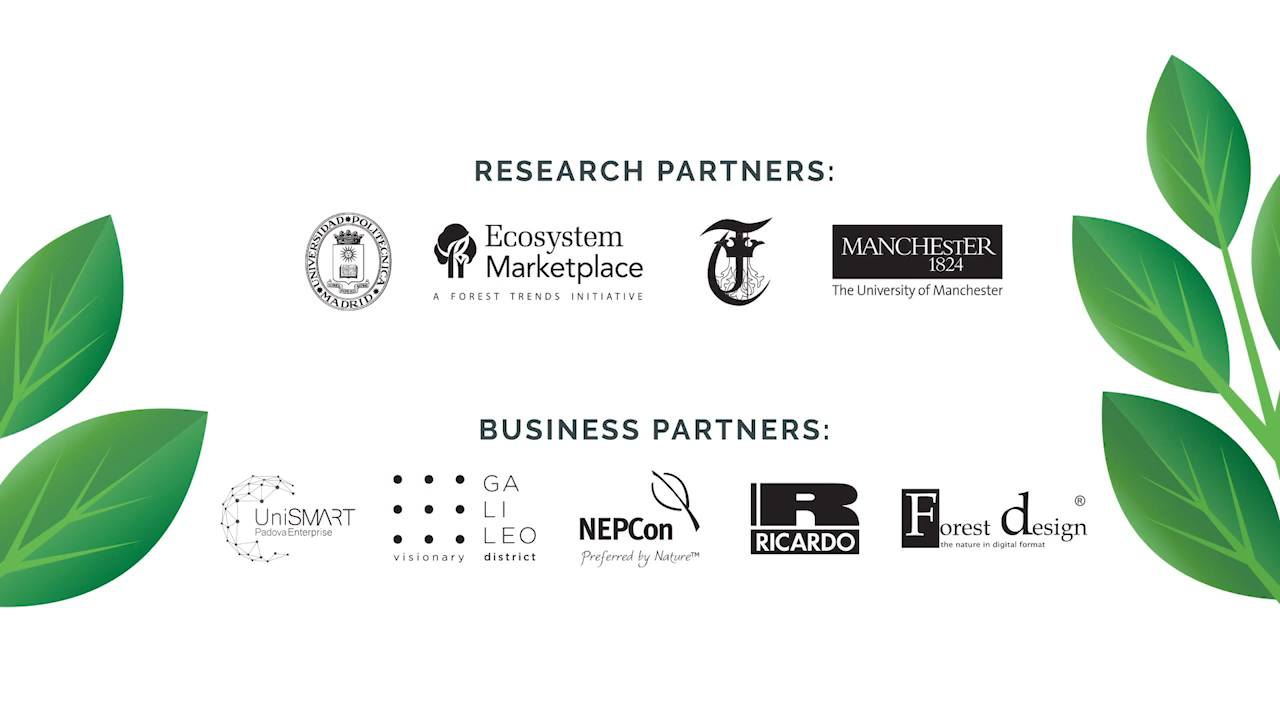 RESEARCH PARTNERS:
UNIVERSIDAD POLITECNICA
MADRID
Ecosystem
Marketplace
A FOREST TRENDS INITIATIVE
MANCHESTER
1824
The University of Manchester
BUSINESS PARTNERS:
UniSMART
Padova Enterprise
GA
LI
LEO
visionary district
NEPCon
Preferred by Nature™
R
RICARDO
Forest design ®
the nature in digital format